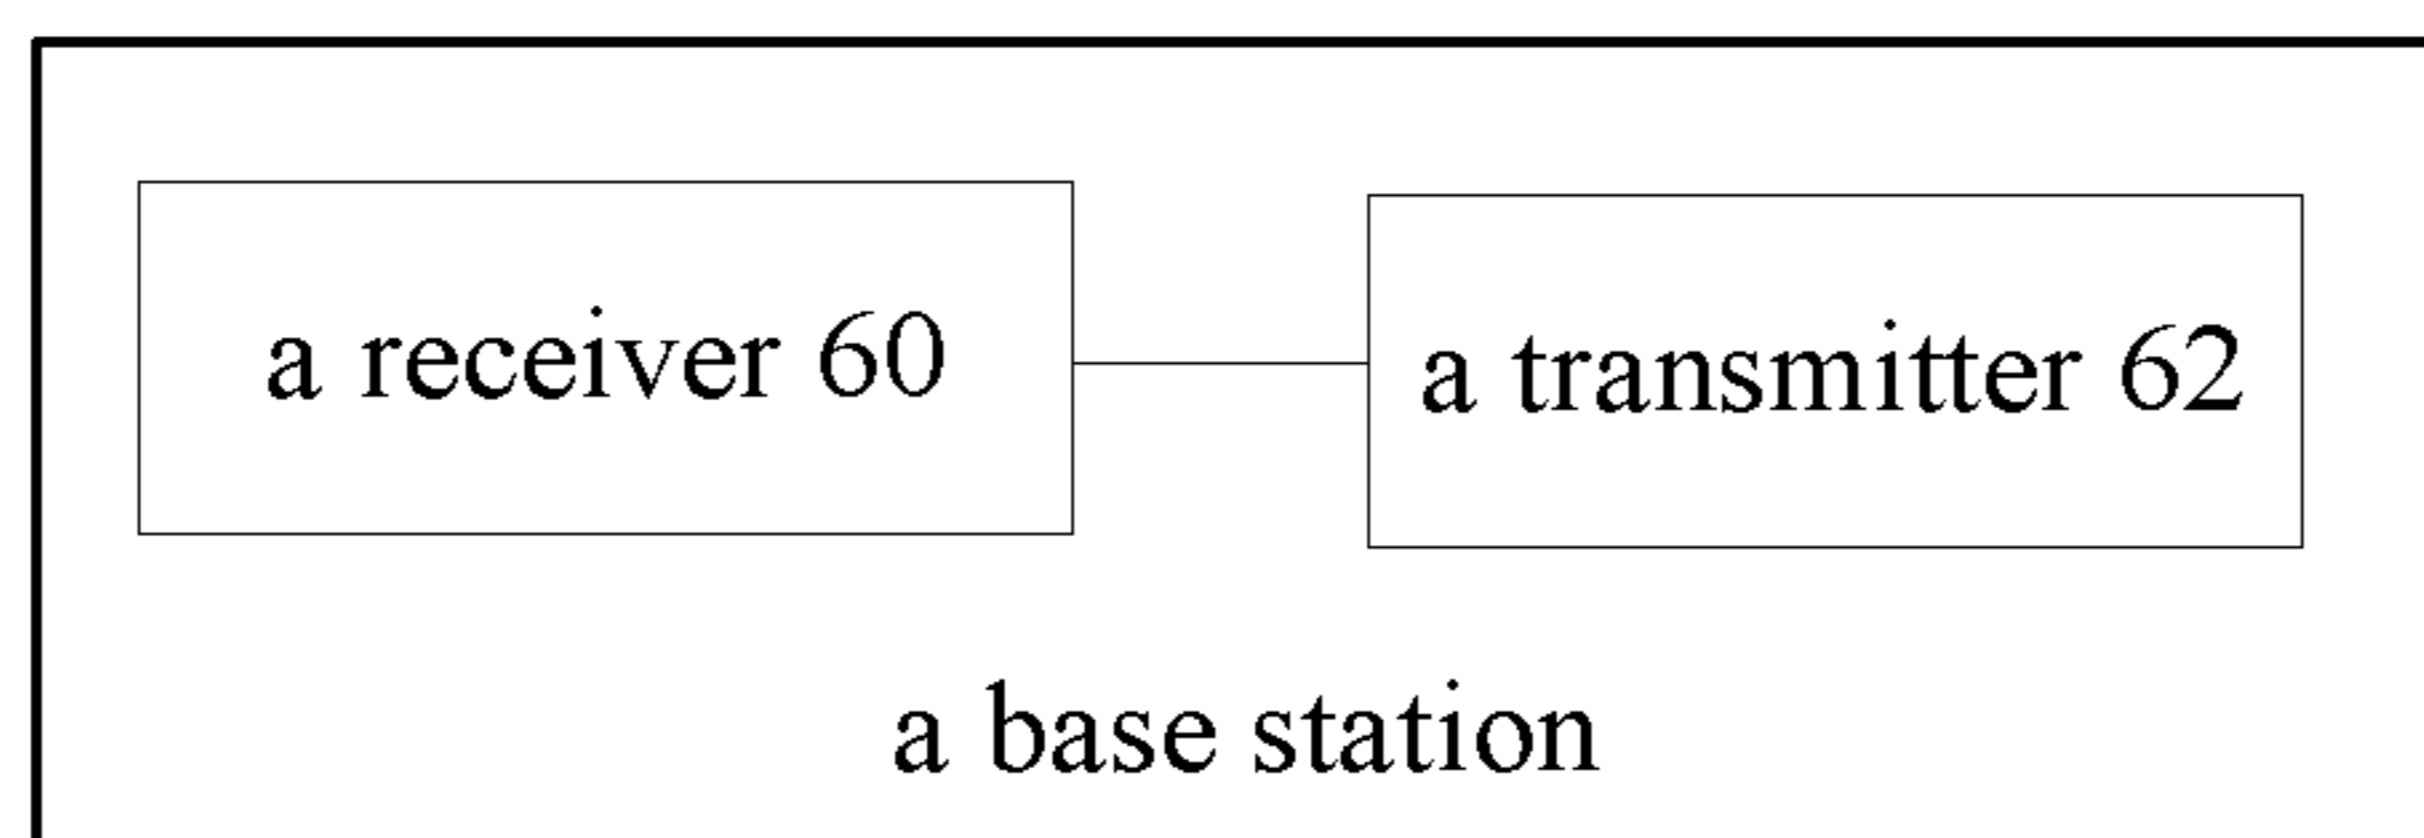 a receiver 60
a transmitter 62
a base station